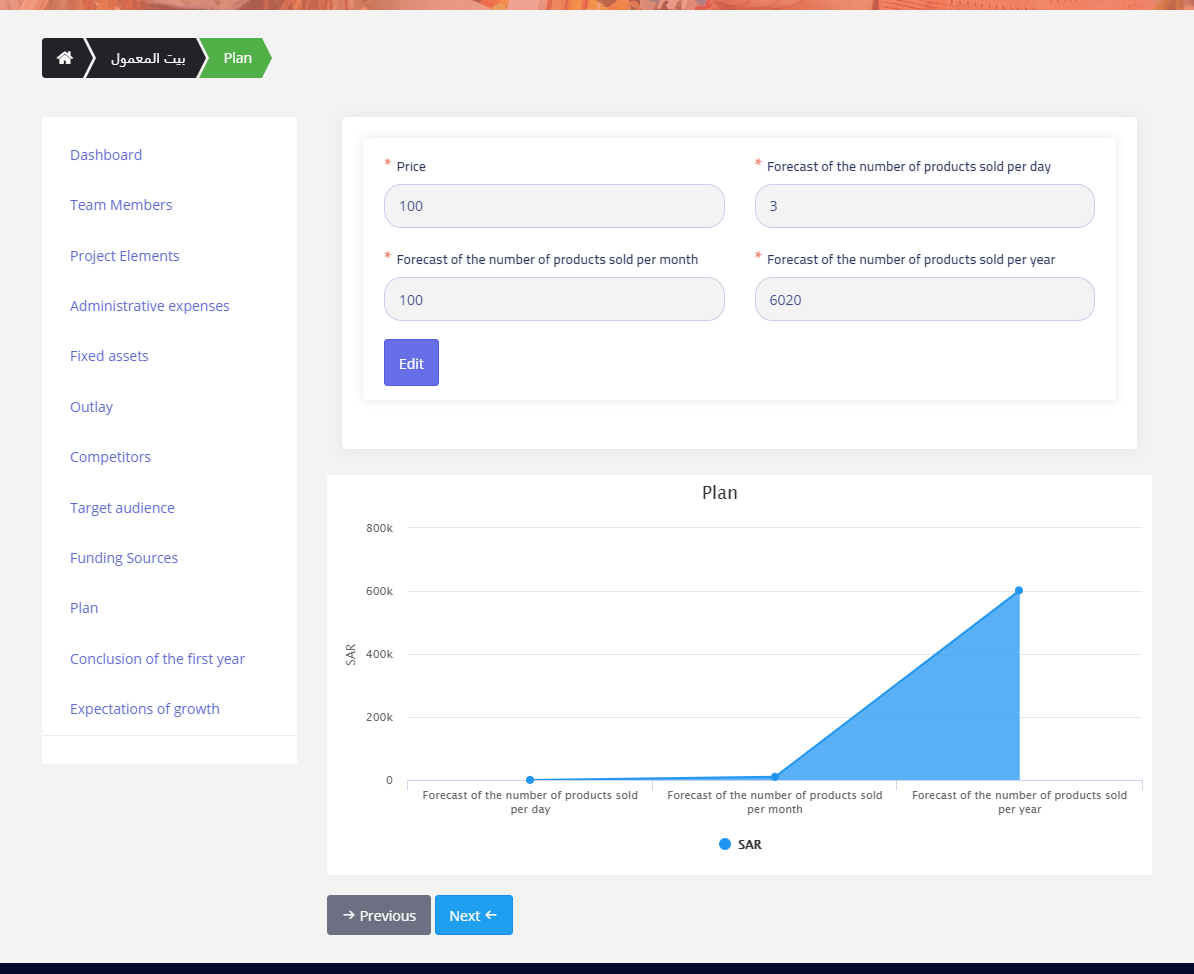 بيت المعمول
Plan
Dashboard
Team Members
Project Elements
Administrative expenses
Fixed assets
Outlay
Competitors
Target audience
Funding Sources
Plan
Conclusion of the first year
Expectations of growth
* Price
100
* Forecast of the number of products sold per day
3
* Forecast of the number of products sold per month
100
* Forecast of the number of products sold per year
6020
Edit
Plan
800k
600k
400k
200k
0
SAR
Forecast of the number of products sold
per day
Forecast of the number of products sold
per month
Forecast of the number of products sold
per year
SAR
→ Previous
Next ←